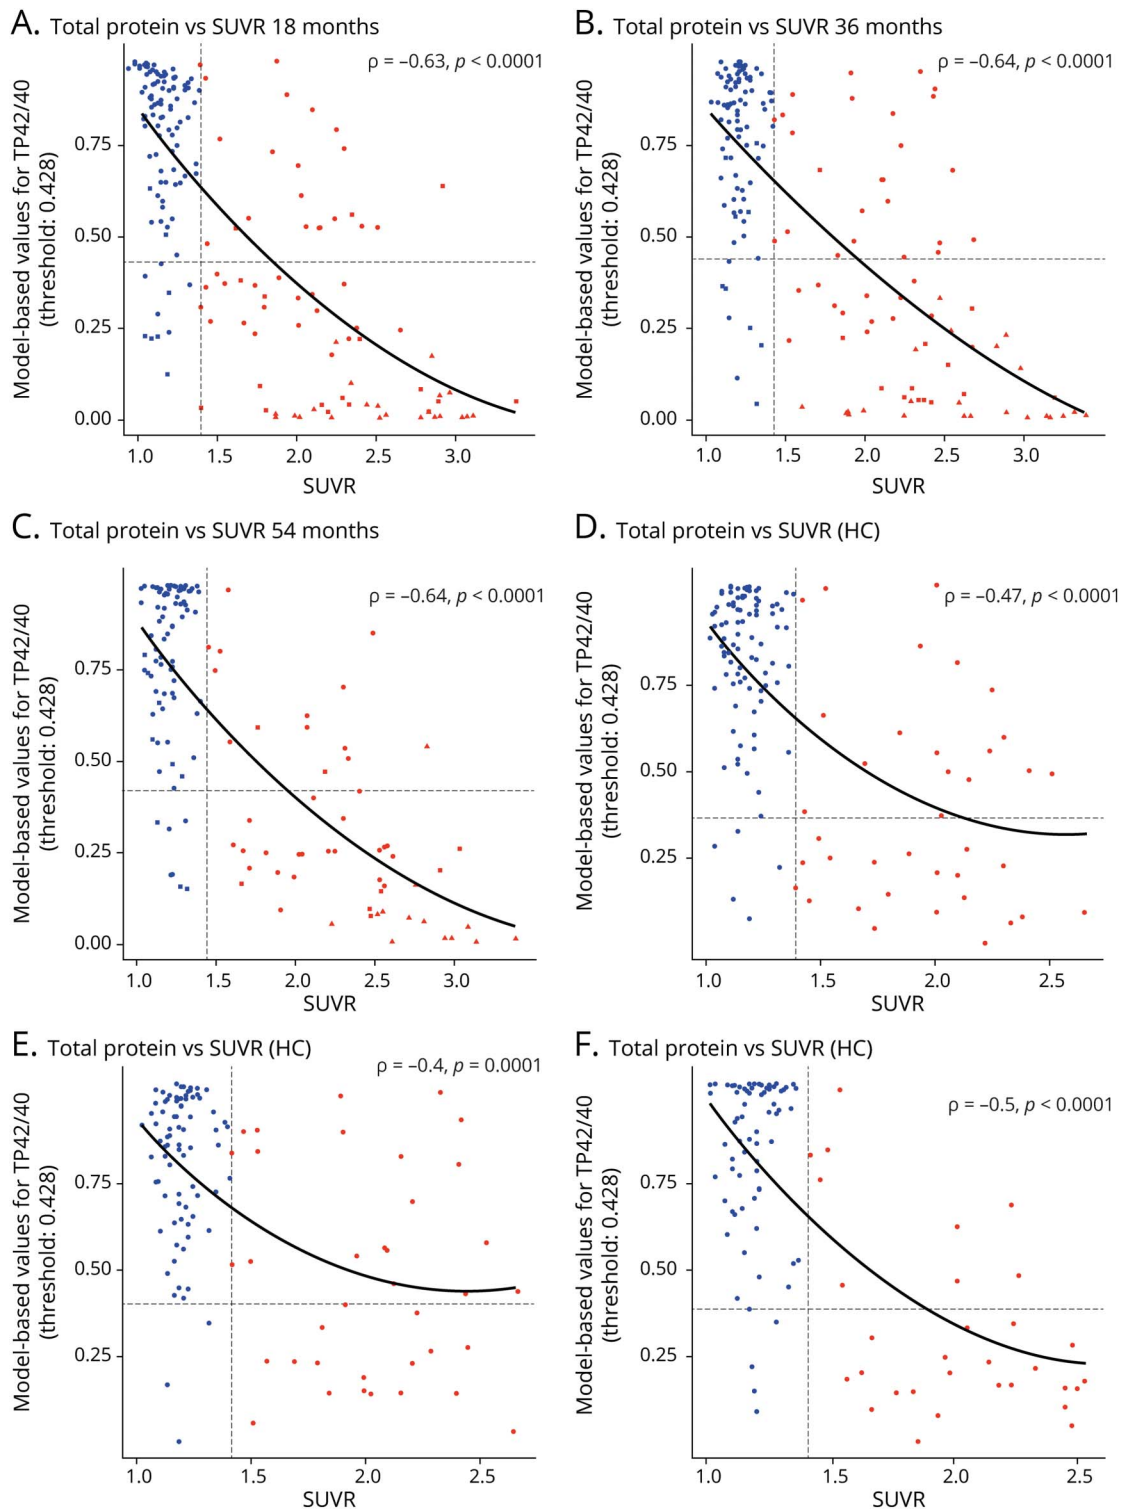 A. Total protein vs SUVR 18 months
ρ = –0.63, p < 0.0001
Model-based values for TP42/40
(threshold: 0.428)
0.75
0.50
0.25
0.00
1.0 1.5 2.0 2.5 3.0
SUVR
B. Total protein vs SUVR 36 months
ρ = –0.64, p < 0.0001
Model-based values for TP42/40
(threshold: 0.428)
0.75
0.50
0.25
0.00
1.0 1.5 2.0 2.5 3.0
SUVR
C. Total protein vs SUVR 54 months
ρ = –0.64, p < 0.0001
Model-based values for TP42/40
(threshold: 0.428)
0.75
0.50
0.25
0.00
1.0 1.5 2.0 2.5 3.0
SUVR
D. Total protein vs SUVR (HC)
ρ = –0.47, p < 0.0001
Model-based values for TP42/40
(threshold: 0.428)
0.75
0.50
0.25
1.0 1.5 2.0 2.5
SUVR
E. Total protein vs SUVR (HC)
ρ = –0.4, p = 0.0001
Model-based values for TP42/40
(threshold: 0.428)
0.75
0.50
0.25
1.0 1.5 2.0 2.5
SUVR
F. Total protein vs SUVR (HC)
ρ = –0.5, p < 0.0001
Model-based values for TP42/40
(threshold: 0.428)
0.75
0.50
0.25
1.0 1.5 2.0 2.5
SUVR